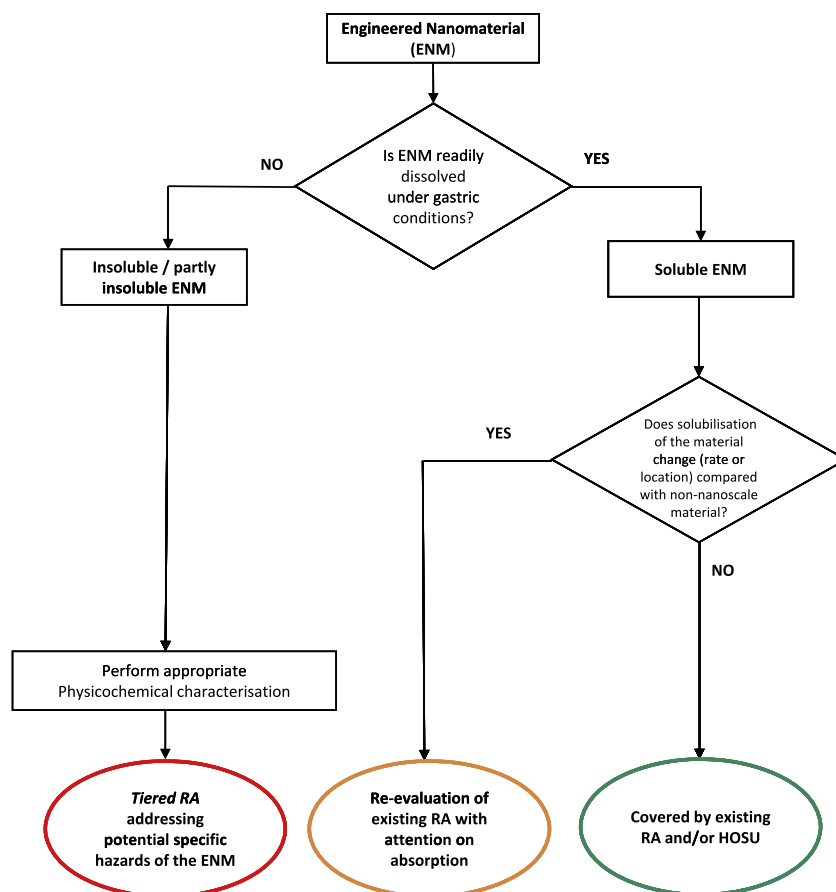 Engineered Nanomaterial
(ENM)
NO
YES
Is ENM readily
dissolved
under gastric
conditions?
Insoluble / partly
insoluble ENM
Soluble ENM
YES
Does solubilisation
of the material
change (rate or
location) compared
with non-nanoscale
material?
NO
Perform appropriate
Physicochemical characterisation
Tiered RA
addressing
potential specific
hazards of the ENM
Re-evaluation of
existing RA with
attention on
absorption
Covered by existing
RA and/or HOSU